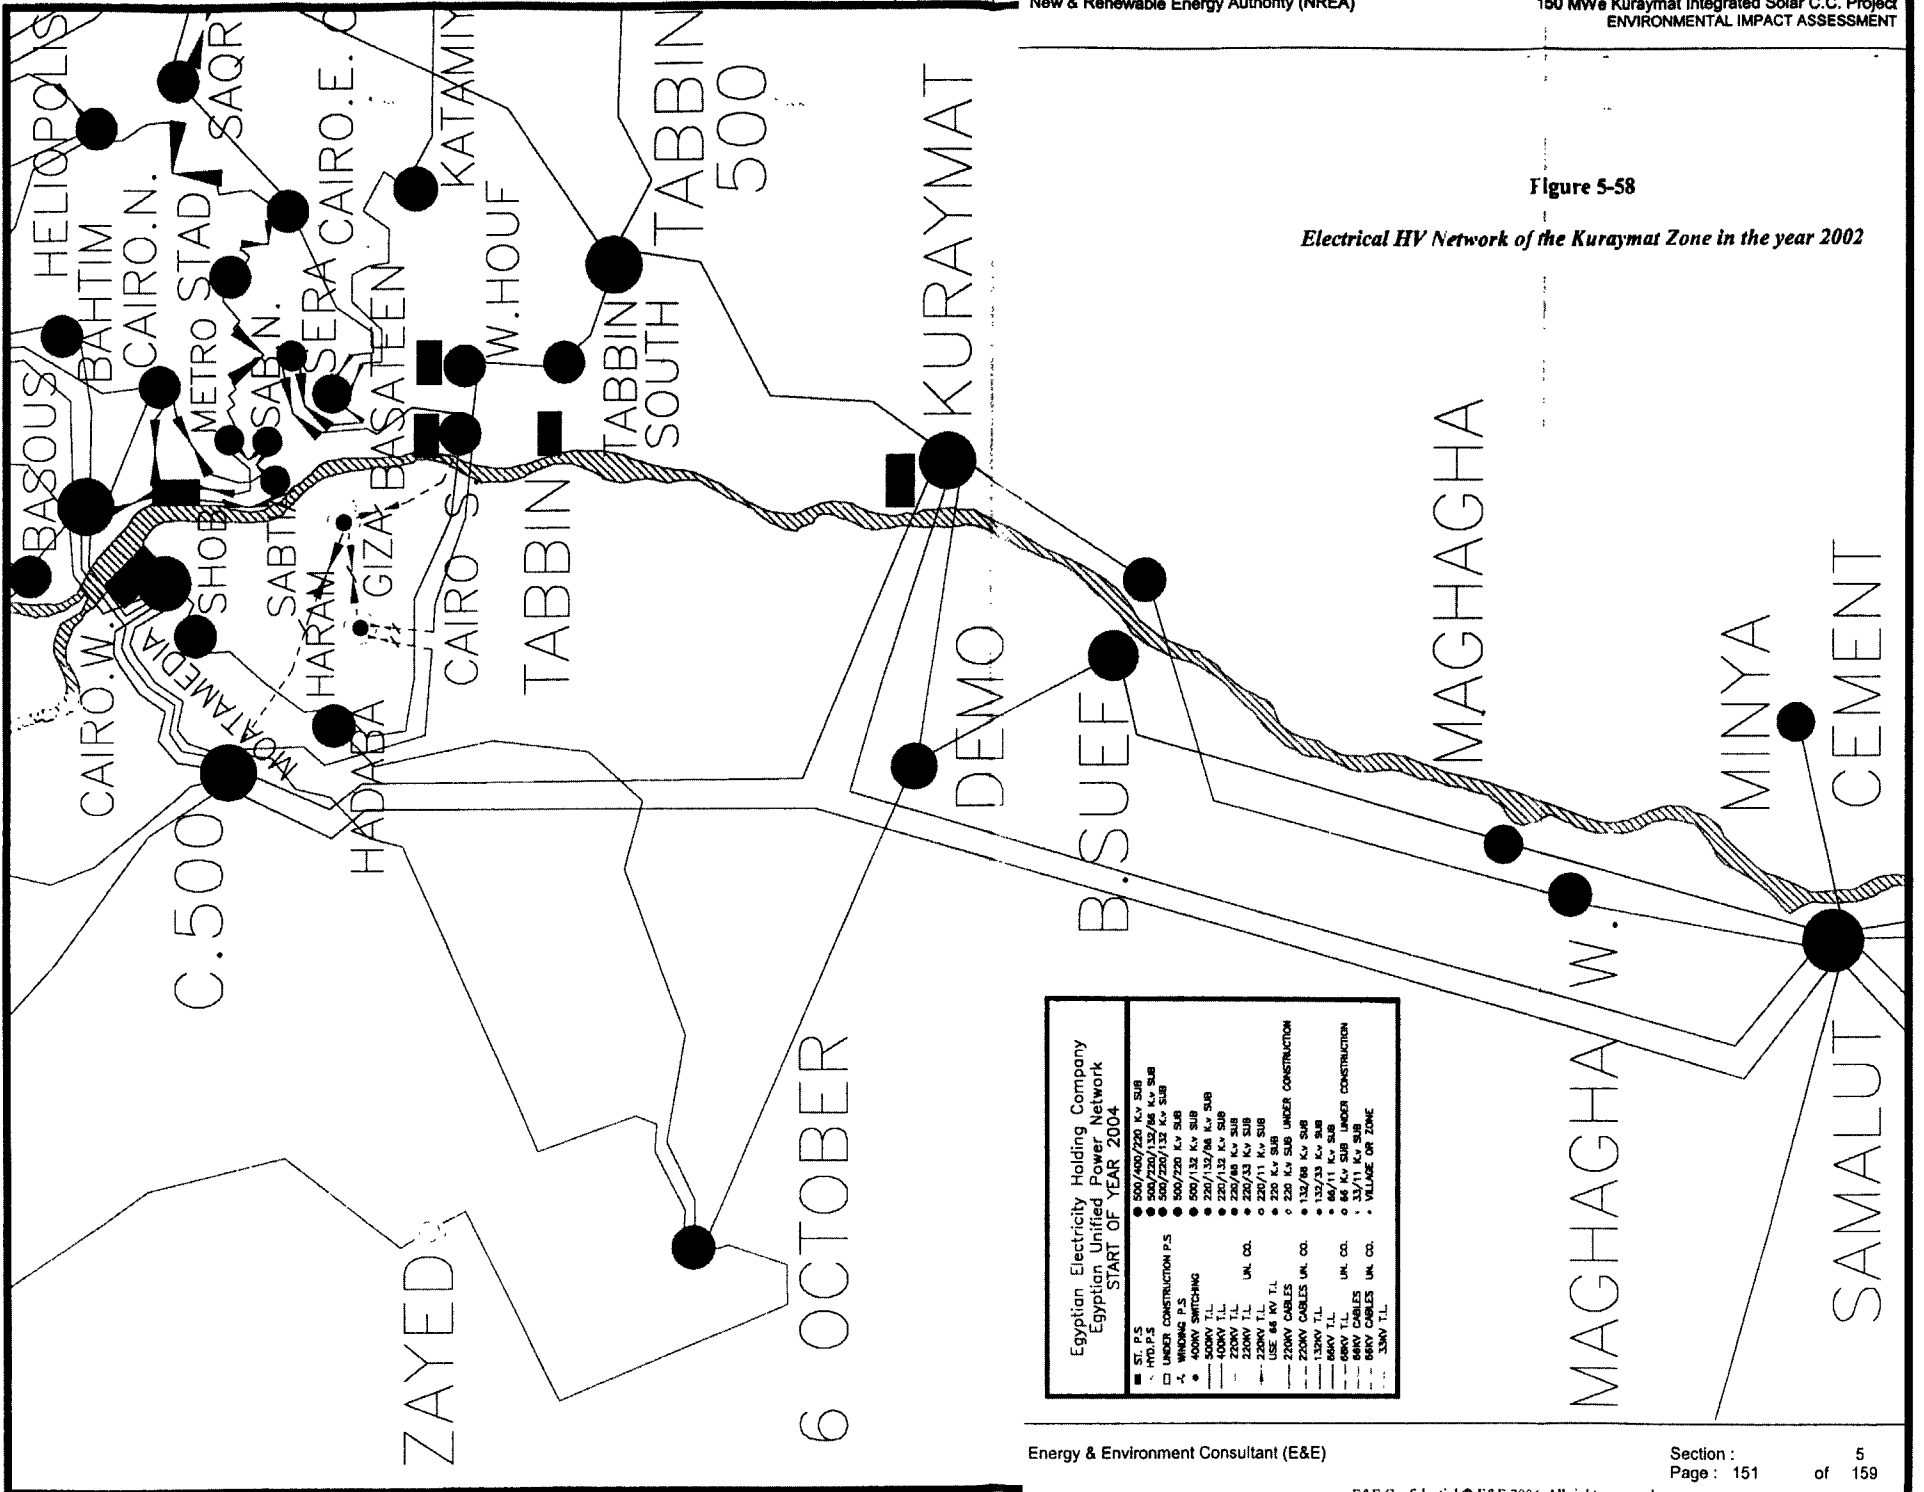 New & Renewable Energy Authority (NREA)
150 MWe Kuraymat Integrated Solar C.C. Project
ENVIRONMENTAL IMPACT ASSESSMENT
Figure 5-58
Electrical HV Network of the Kuraymat Zone in the year 2002
HELIOPOLIS
SAQR
CAIRO.E.
KATAMIY
TABBIN
500
BAHTIM
CAIRO.N.
METRO STAD
SERA
W.HOUF
KURAYMAT
BASOUS
SAB N.
BASATEEN
TABBIN
SOUTH
SHOB
SABT
GIZA
HARAM
CAIRO S
TABBIN
CAIRO.W.
MOATAMEDIA
HADABA
C.500
DEMO
B.SUEF
MAGHAGHA
MINYA
CEMENT
ZAYED
6 OCTOBER
MAGHAGHA W.
SAMALUT
Egyptian Electricity Holding Company
Egyptian Unified Power Network
START OF YEAR 2004
ST. P.S
HYD.P.S
UNDER CONSTRUCTION P.S
WINDING P.S
400KV SWITCHING
500KV T.L
400KV T.L
220KV T.L
220KV T.L UN. CO.
220KV T.L
USE 66 KV T.L
220KV CABLES
220KV CABLES UN. CO.
132KV T.L
66KV T.L
66KV T.L UN. CO.
66KV CABLES
66KV CABLES UN. CO.
33KV T.L
500/400/220 K.v SUB
500/220/132/66 K.v SUB
500/220/132 K.v SUB
500/220 K.v SUB
500/132 K.v SUB
220/132/66 K.v SUB
220/132 K.v SUB
220/66 K.v SUB
220/33 K.v SUB
220/11 K.v SUB
220 K.v SUB
220 K.v SUB UNDER CONSTRUCTION
132/66 K.v SUB
132/33 K.v SUB
66/11 K.v SUB
66 K.v SUB UNDER CONSTRUCTION
33/11 K.v SUB
VILLAGE OR ZONE
Energy & Environment Consultant (E&E)
Section : 5
Page : 151 of 159